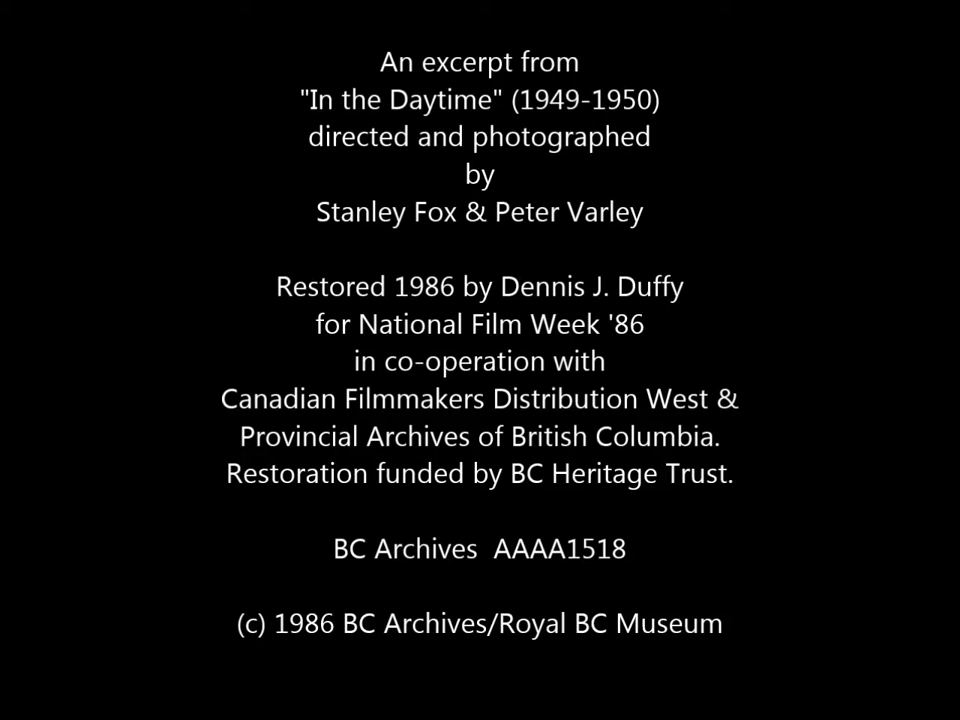 An excerpt from
"In the Daytime" (1949-1950)
directed and photographed
by
Stanley Fox & Peter Varley
Restored 1986 by Dennis J. Duffy
for National Film Week '86
in co-operation with
Canadian Filmmakers Distribution West &
Provincial Archives of British Columbia.
Restoration funded by BC Heritage Trust.
BC Archives  AAAA1518
(c) 1986 BC Archives/Royal BC Museum